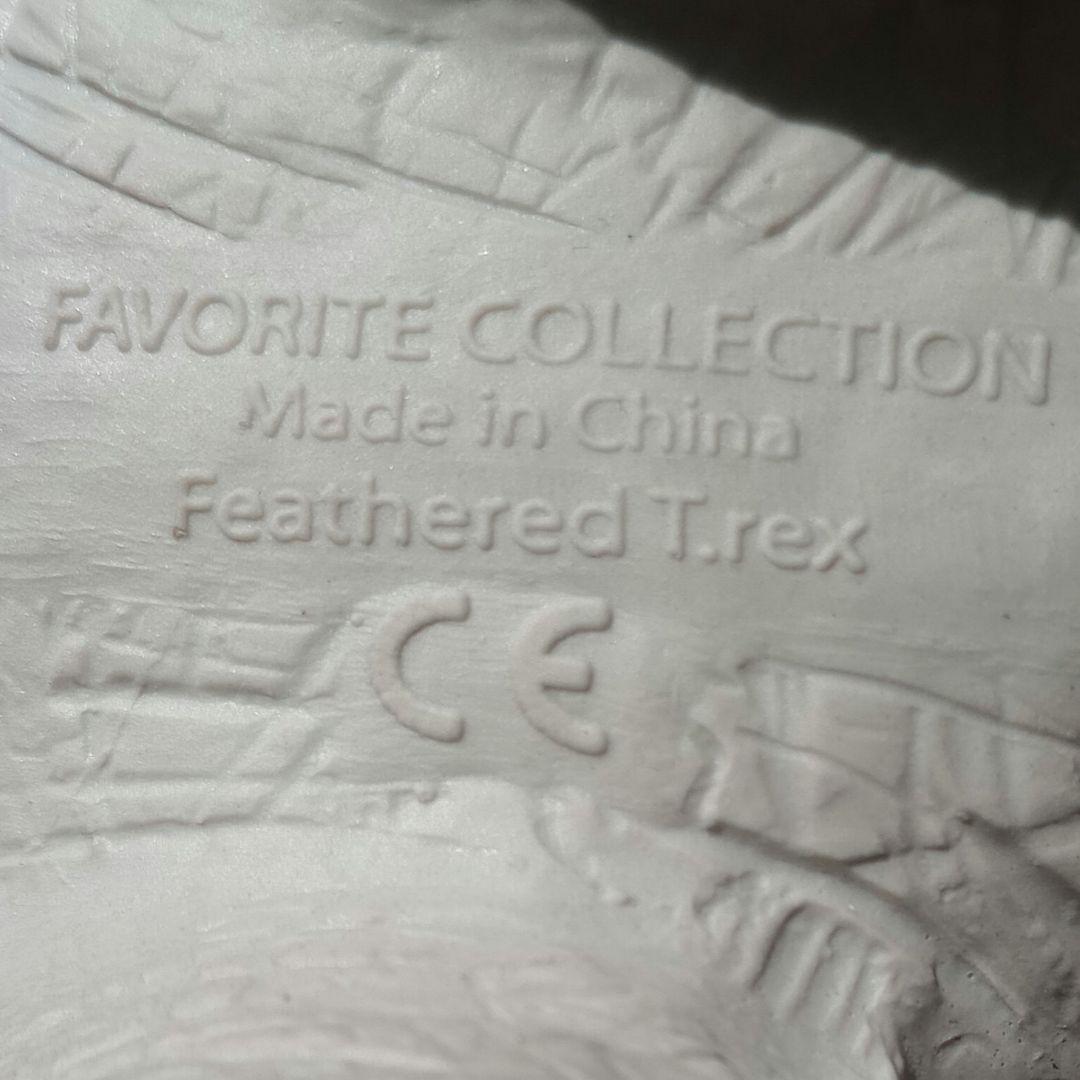 FAVORITE COLLECTION
Made in China
Feathered T.rex
CE